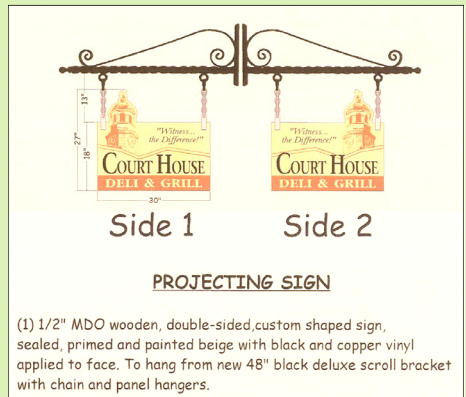 13"
27"
18"
30"
"Witness...
the Difference!"
COURT HOUSE
DELI & GRILL
"Witness...
the Difference!"
COURT HOUSE
DELI & GRILL
Side 1
Side 2
PROJECTING SIGN
(1) 1/2" MDO wooden, double-sided,custom shaped sign,
sealed, primed and painted beige with black and copper vinyl
applied to face. To hang from new 48" black deluxe scroll bracket
with chain and panel hangers.